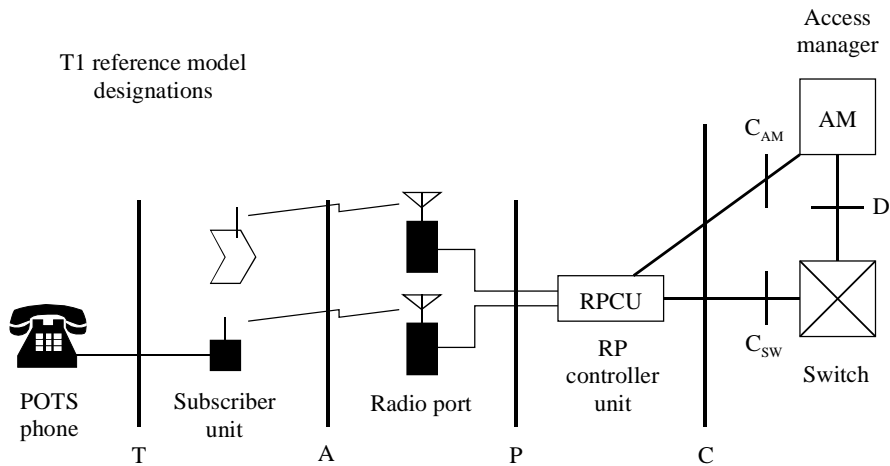 Access
manager
T1 reference model
designations
AM
C_AM
D
RPCU
C_SW
RP
controller
unit
Switch
POTS
phone
Subscriber
unit
Radio port
T
A
P
C